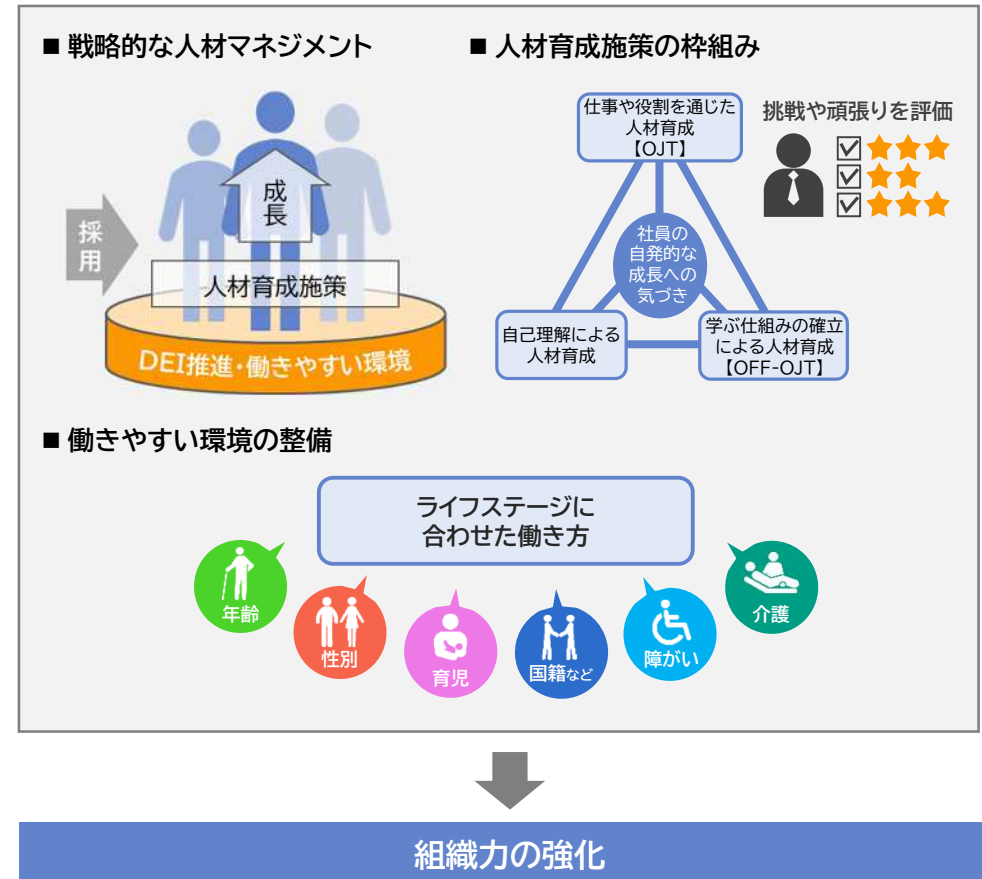 ■ 戦略的な人材マネジメント
採
用
成
長
人材育成施策
DEI推進・働きやすい環境
■ 人材育成施策の枠組み
仕事や役割を通じた
人材育成
【OJT】
挑戦や頑張りを評価
社員の
自発的な
成長への
気づき
自己理解による
人材育成
学ぶ仕組みの確立
による人材育成
【OFF-OJT】
■ 働きやすい環境の整備
ライフステージに
合わせた働き方
年齢
性別
育児
国籍など
障がい
介護
組織力の強化